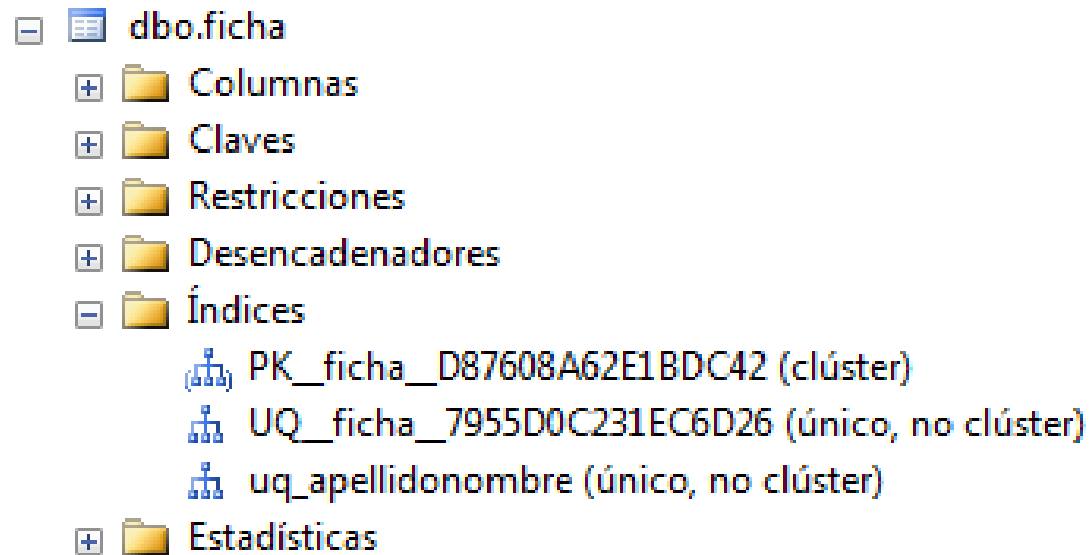 dbo.ficha
Columnas
Claves
Restricciones
Desencadenadores
Índices
PK__ficha__D87608A62E1BDC42 (clúster)
UQ__ficha__7955D0C231EC6D26 (único, no clúster)
uq_apellidonombre (único, no clúster)
Estadísticas